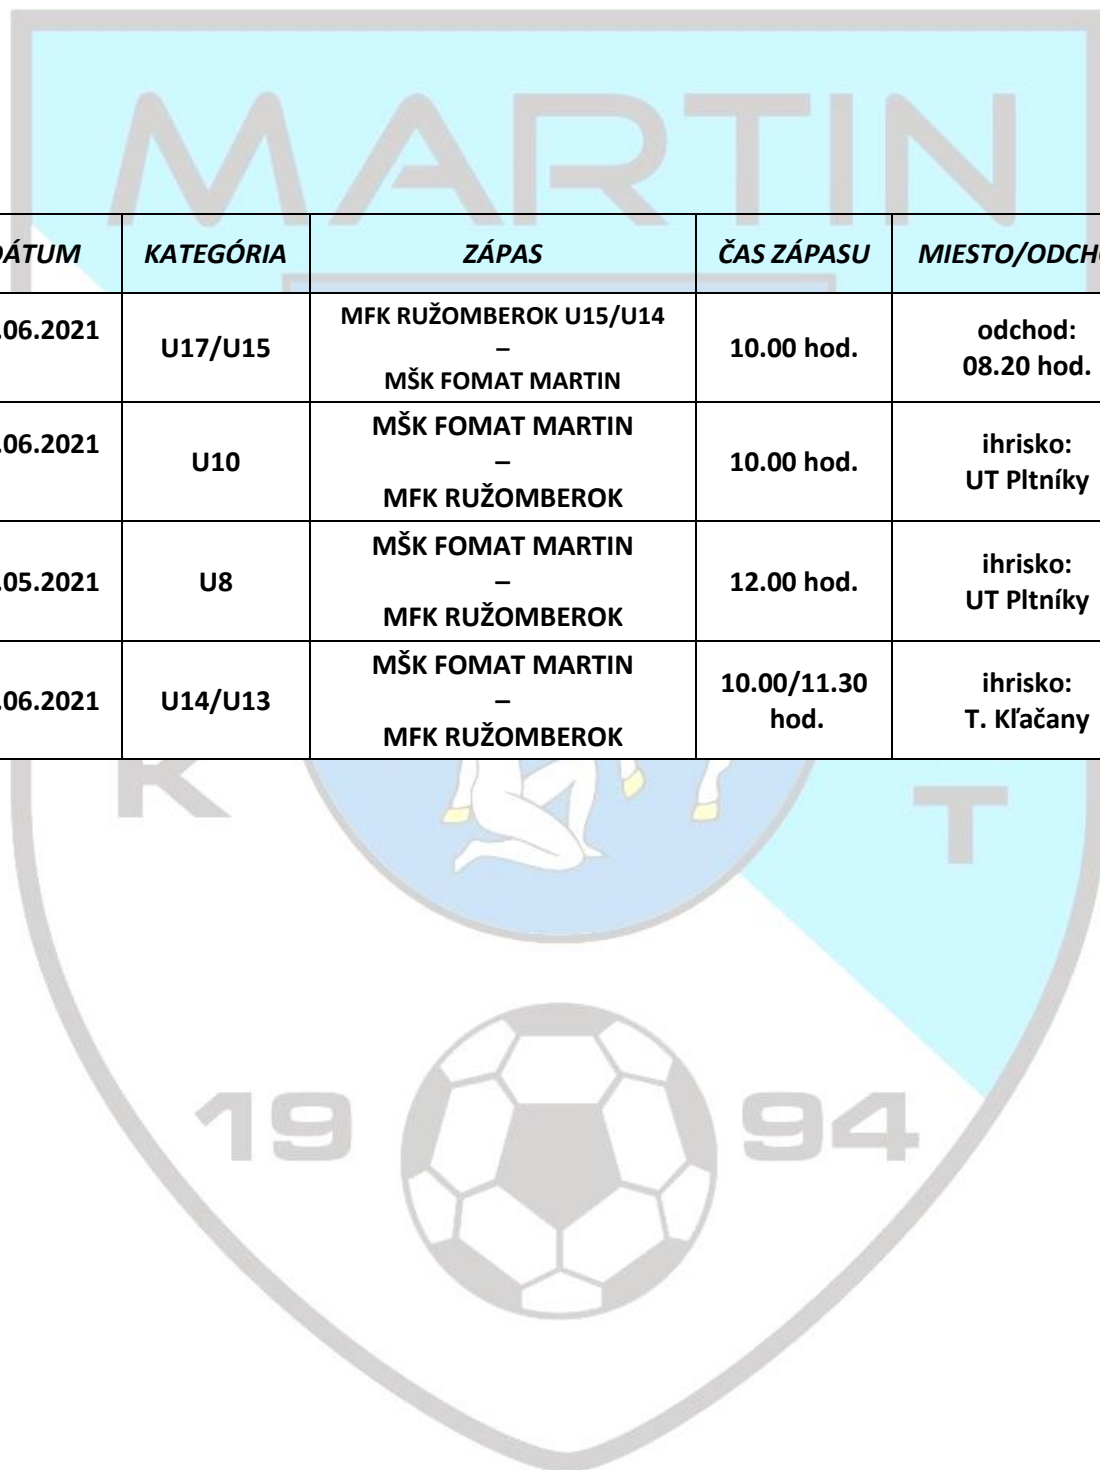 MARTIN
DÁTUM KATEGÓRIA ZÁPAS ČAS ZÁPASU MIESTO/ODCHO
.06.2021 U17/U15 MFK RUŽOMBEROK U15/U14
–
MŠK FOMAT MARTIN 10.00 hod. odchod:
08.20 hod.
.06.2021 U10 MŠK FOMAT MARTIN
–
MFK RUŽOMBEROK 10.00 hod. ihrisko:
UT Pltníky
.05.2021 U8 MŠK FOMAT MARTIN
–
MFK RUŽOMBEROK 12.00 hod. ihrisko:
UT Pltníky
.06.2021 U14/U13 MŠK FOMAT MARTIN
–
MFK RUŽOMBEROK 10.00/11.30
hod. ihrisko:
T. Kľačany
K T
19 94